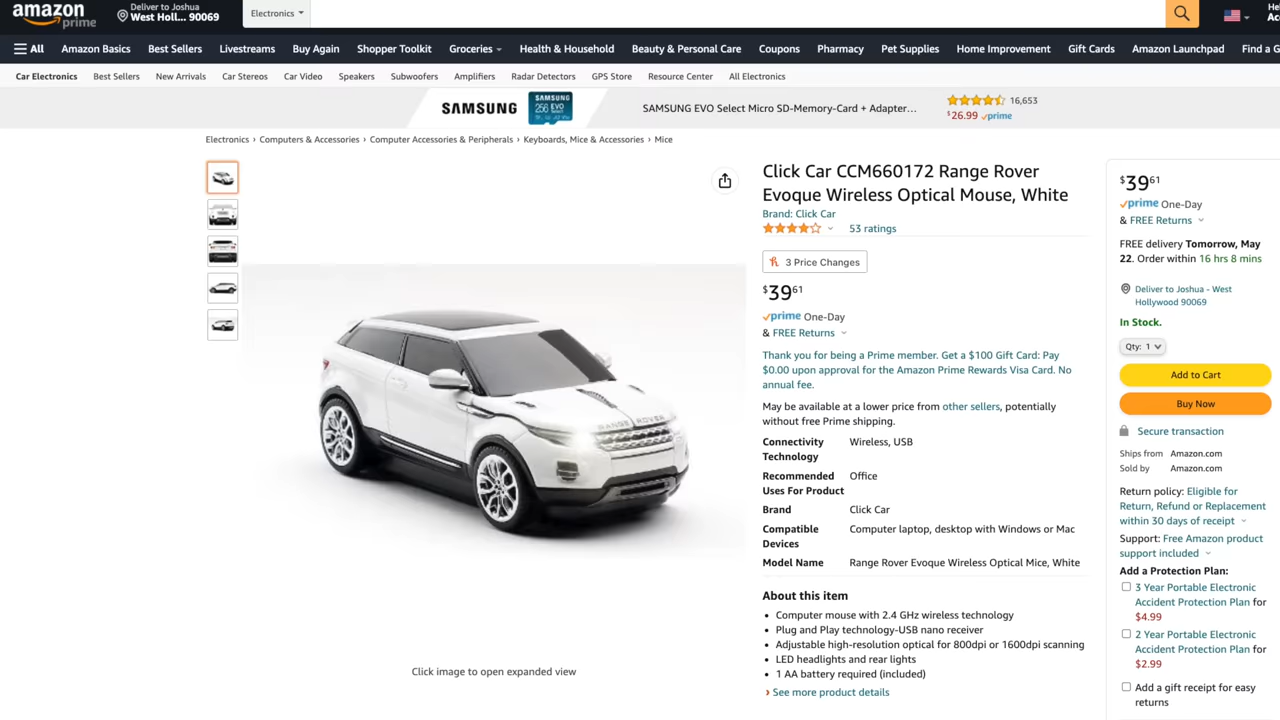 amazon
prime
Deliver to Joshua
West Holl... 90069
Electronics
All
Amazon Basics
Best Sellers
Livestreams
Buy Again
Shopper Toolkit
Groceries
Health & Household
Beauty & Personal Care
Coupons
Pharmacy
Pet Supplies
Home Improvement
Gift Cards
Amazon Launchpad
Find a G
Car Electronics
Best Sellers
New Arrivals
Car Stereos
Car Video
Speakers
Subwoofers
Amplifiers
Radar Detectors
GPS Store
Resource Center
All Electronics
SAMSUNG
SAMSUNG
256 EVO
SAMSUNG EVO Select Micro SD-Memory-Card + Adapter...
16,653
$26.99 prime
Electronics › Computers & Accessories › Computer Accessories & Peripherals › Keyboards, Mice & Accessories › Mice
RANGE ROVER
Click image to open expanded view
Click Car CCM660172 Range Rover
Evoque Wireless Optical Mouse, White
Brand: Click Car
53 ratings
3 Price Changes
$39 61
prime One-Day
& FREE Returns
Thank you for being a Prime member. Get a $100 Gift Card: Pay
$0.00 upon approval for the Amazon Prime Rewards Visa Card. No
annual fee.
May be available at a lower price from other sellers, potentially
without free Prime shipping.
Connectivity Wireless, USB
Technology
Recommended Office
Uses For Product
Brand Click Car
Compatible Computer laptop, desktop with Windows or Mac
Devices
Model Name Range Rover Evoque Wireless Optical Mice, White
About this item
• Computer mouse with 2.4 GHz wireless technology
• Plug and Play technology-USB nano receiver
• Adjustable high-resolution optical for 800dpi or 1600dpi scanning
• LED headlights and rear lights
• 1 AA battery required (included)
› See more product details
$39 61
prime One-Day
& FREE Returns
FREE delivery Tomorrow, May
22. Order within 16 hrs 8 mins
Deliver to Joshua - West
Hollywood 90069
In Stock.
Qty: 1
Add to Cart
Buy Now
Secure transaction
Ships from Amazon.com
Sold by Amazon.com
Return policy: Eligible for
Return, Refund or Replacement
within 30 days of receipt
Support: Free Amazon product
support included
Add a Protection Plan:
3 Year Portable Electronic
Accident Protection Plan for
$4.99
2 Year Portable Electronic
Accident Protection Plan for
$2.99
Add a gift receipt for easy
returns